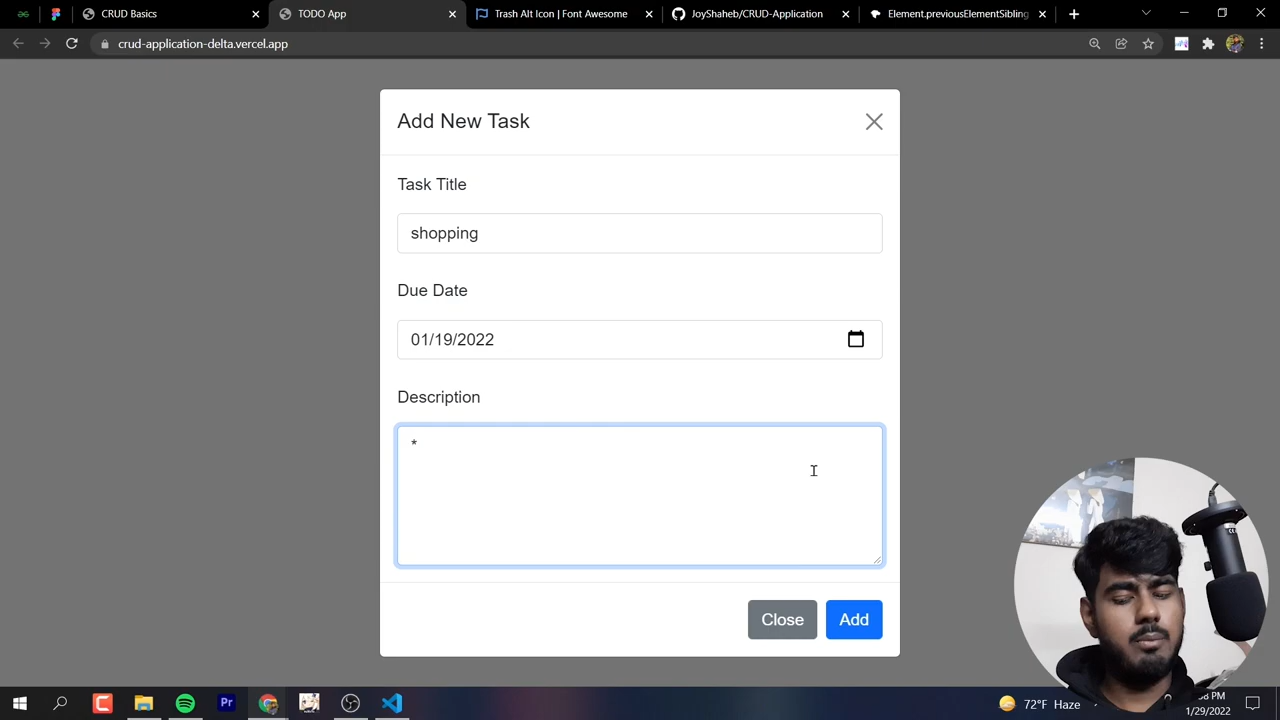 CRUD Basics
TODO App
Trash Alt Icon | Font Awesome
JoyShaheb/CRUD-Application
Element.previousElementSibling
crud-application-delta.vercel.app
Add New Task
Task Title
shopping
Due Date
01/19/2022
Description
*
Close
Add
Pr
72°F Haze
PM
1/29/2022